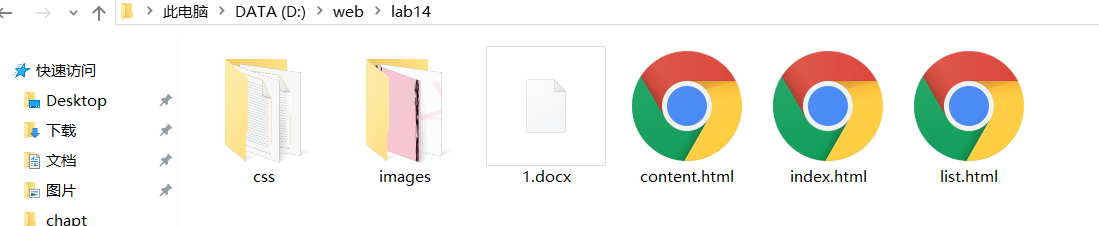 此电脑 > DATA (D:) > web > lab14
快速访问
Desktop
下载
文档
图片
chapt
css
images
1.docx
content.html
index.html
list.html